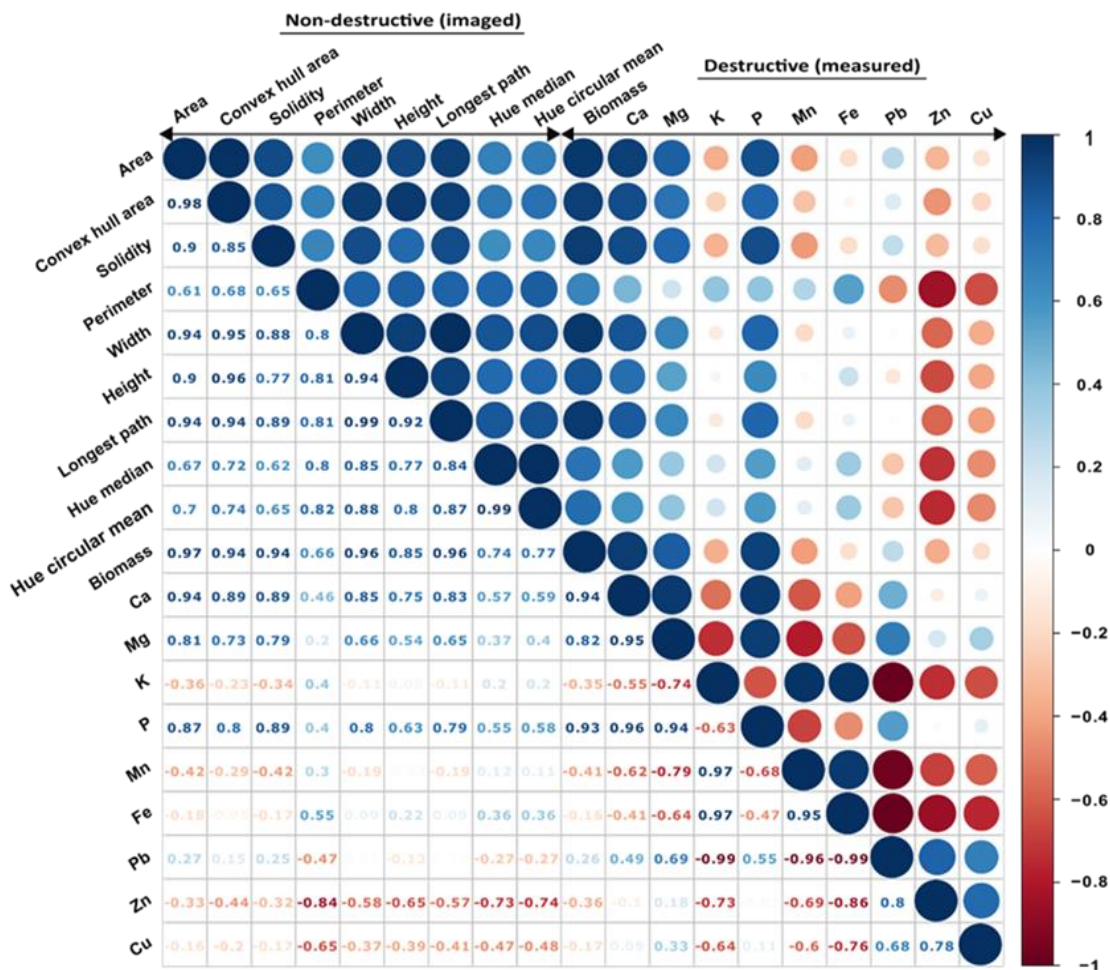 Non-destructive (imaged)
Destructive (measured)
Area
Convex hull area
Solidity
Perimeter
Width
Height
Longest path
Hue median
Hue circular mean
Biomass
Ca
Mg
K
P
Mn
Fe
Pb
Zn
Cu
Area
Convex hull area 0.98
Solidity 0.9 0.85
Perimeter 0.61 0.68 0.65
Width 0.94 0.95 0.88 0.8
Height 0.9 0.96 0.77 0.81 0.94
Longest path 0.94 0.94 0.89 0.81 0.99 0.92
Hue median 0.67 0.72 0.62 0.8 0.85 0.77 0.84
Hue circular mean 0.7 0.74 0.65 0.82 0.88 0.8 0.87 0.99
Biomass 0.97 0.94 0.94 0.66 0.96 0.85 0.96 0.74 0.77
Ca 0.94 0.89 0.89 0.46 0.85 0.75 0.83 0.57 0.59 0.94
Mg 0.81 0.73 0.79 0.2 0.66 0.54 0.65 0.37 0.4 0.82 0.95
K -0.36 -0.23 -0.34 0.4 -0.11 -0.11 0.2 0.2 -0.35 -0.55 -0.74
P 0.87 0.8 0.89 0.4 0.8 0.63 0.79 0.55 0.58 0.93 0.96 0.94 -0.63
Mn -0.42 -0.29 -0.42 0.3 -0.19 -0.19 0.12 0.11 -0.41 -0.62 -0.79 0.97 -0.68
Fe -0.18 -0.17 0.55 0.09 0.22 0.09 0.36 0.36 -0.16 -0.41 -0.64 0.97 -0.47 0.95
Pb 0.27 0.15 0.25 -0.47 -0.12 -0.27 -0.27 0.26 0.49 0.69 -0.99 0.55 -0.96 -0.99
Zn -0.33 -0.44 -0.32 -0.84 -0.58 -0.65 -0.57 -0.73 -0.74 -0.36 -0.1 0.18 -0.73 -0.69 -0.86 0.8
Cu -0.16 -0.2 -0.17 -0.65 -0.37 -0.39 -0.41 -0.47 -0.48 -0.17 0.09 0.33 -0.64 0.11 -0.6 -0.76 0.68 0.78
1
0.8
0.6
0.4
0.2
0
-0.2
-0.4
-0.6
-0.8
-1